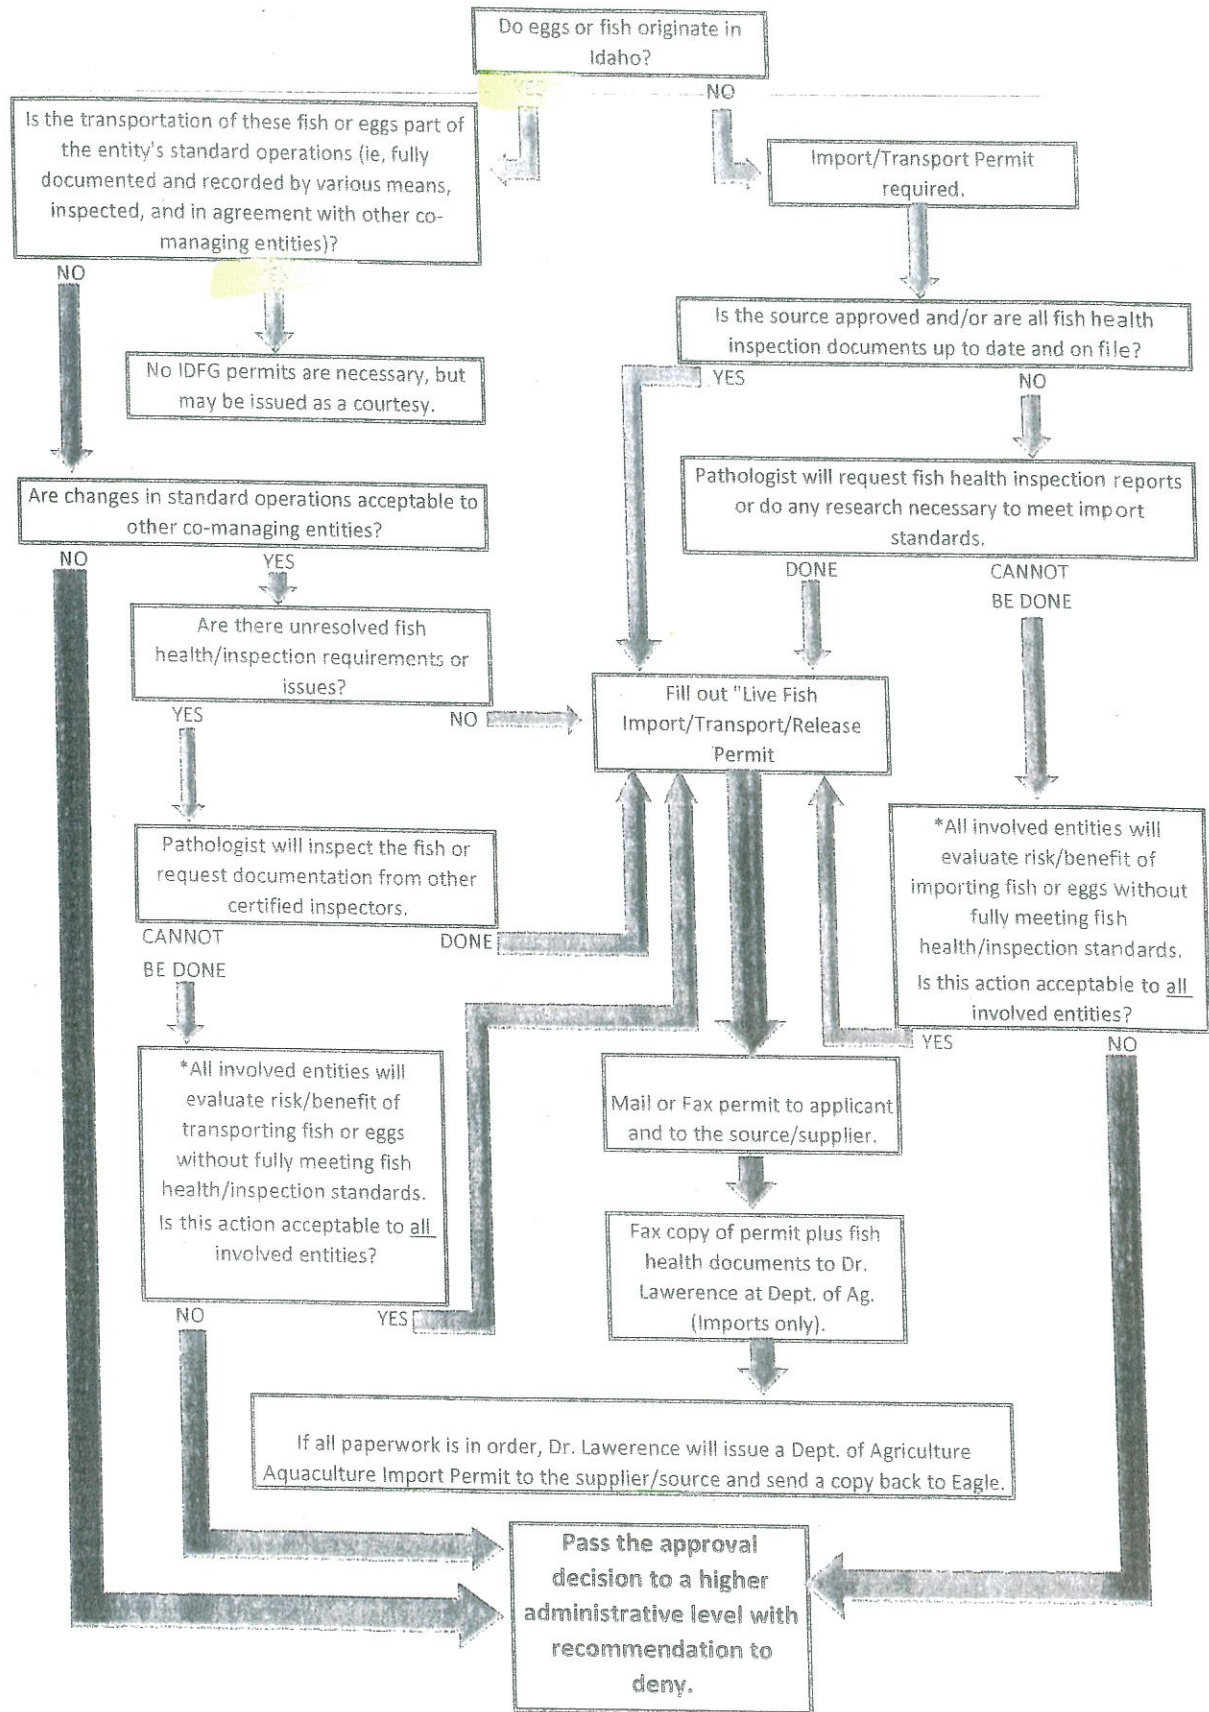 Do eggs or fish originate in
Idaho?
YES
NO
Is the transportation of these fish or eggs part of
the entity's standard operations (ie, fully
documented and recorded by various means,
inspected, and in agreement with other co-
managing entities)?
Import/Transport Permit
required.
NO
Is the source approved and/or are all fish health
inspection documents up to date and on file?
No IDFG permits are necessary, but
may be issued as a courtesy.
YES
NO
Are changes in standard operations acceptable to
other co-managing entities?
Pathologist will request fish health inspection reports
or do any research necessary to meet import
standards.
NO
YES
DONE
CANNOT
BE DONE
Are there unresolved fish
health/inspection requirements or
issues?
YES
NO
Fill out "Live Fish
Import/Transport/Release
Permit
Pathologist will inspect the fish or
request documentation from other
certified inspectors.
CANNOT
BE DONE
DONE
*All involved entities will
evaluate risk/benefit of
importing fish or eggs without
fully meeting fish
health/inspection standards.
Is this action acceptable to all
involved entities?
YES
NO
*All involved entities will
evaluate risk/benefit of
transporting fish or eggs
without fully meeting fish
health/inspection standards.
Is this action acceptable to all
involved entities?
NO
YES
Mail or Fax permit to applicant
and to the source/supplier.
Fax copy of permit plus fish
health documents to Dr.
Lawerence at Dept. of Ag.
(Imports only).
If all paperwork is in order, Dr. Lawerence will issue a Dept. of Agriculture
Aquaculture Import Permit to the supplier/source and send a copy back to Eagle.
Pass the approval
decision to a higher
administrative level with
recommendation to
deny.